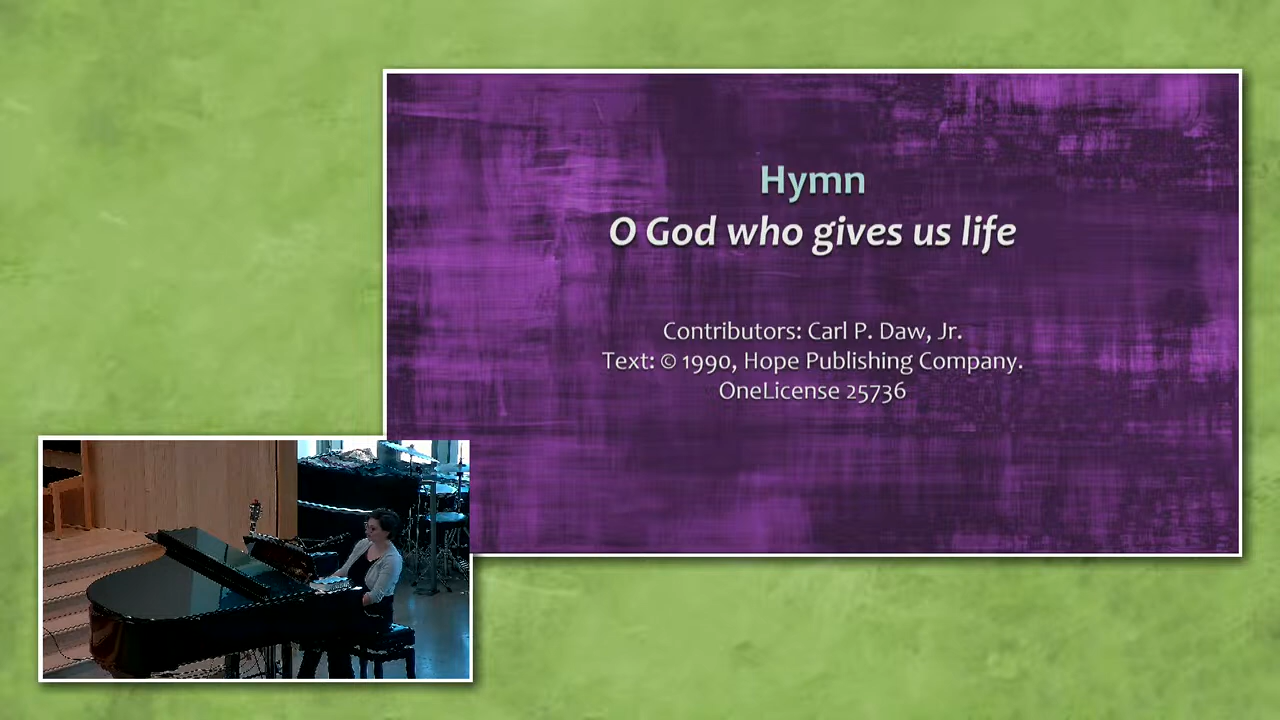 Hymn
O God who gives us life
Contributors: Carl P. Daw, Jr.
Text: © 1990, Hope Publishing Company.
OneLicense 25736